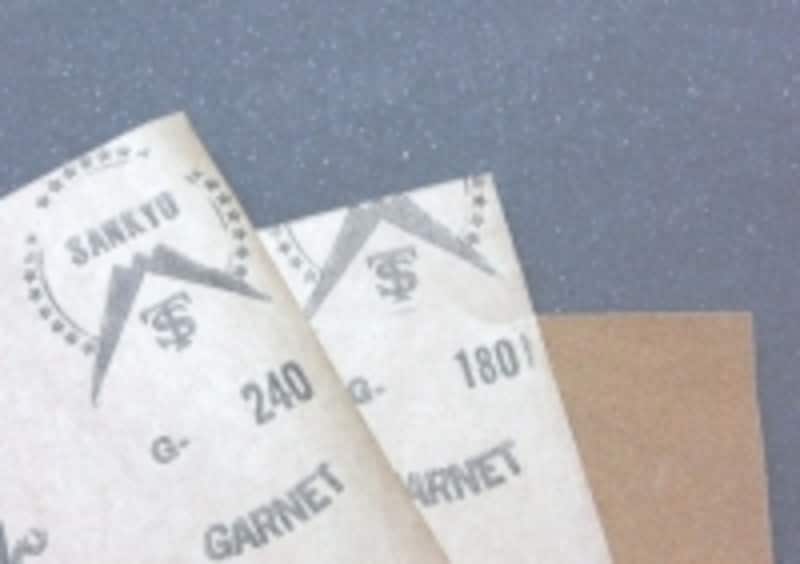 SANKYO
TS
G- 240
GARNET
TS
G- 180
ARNET